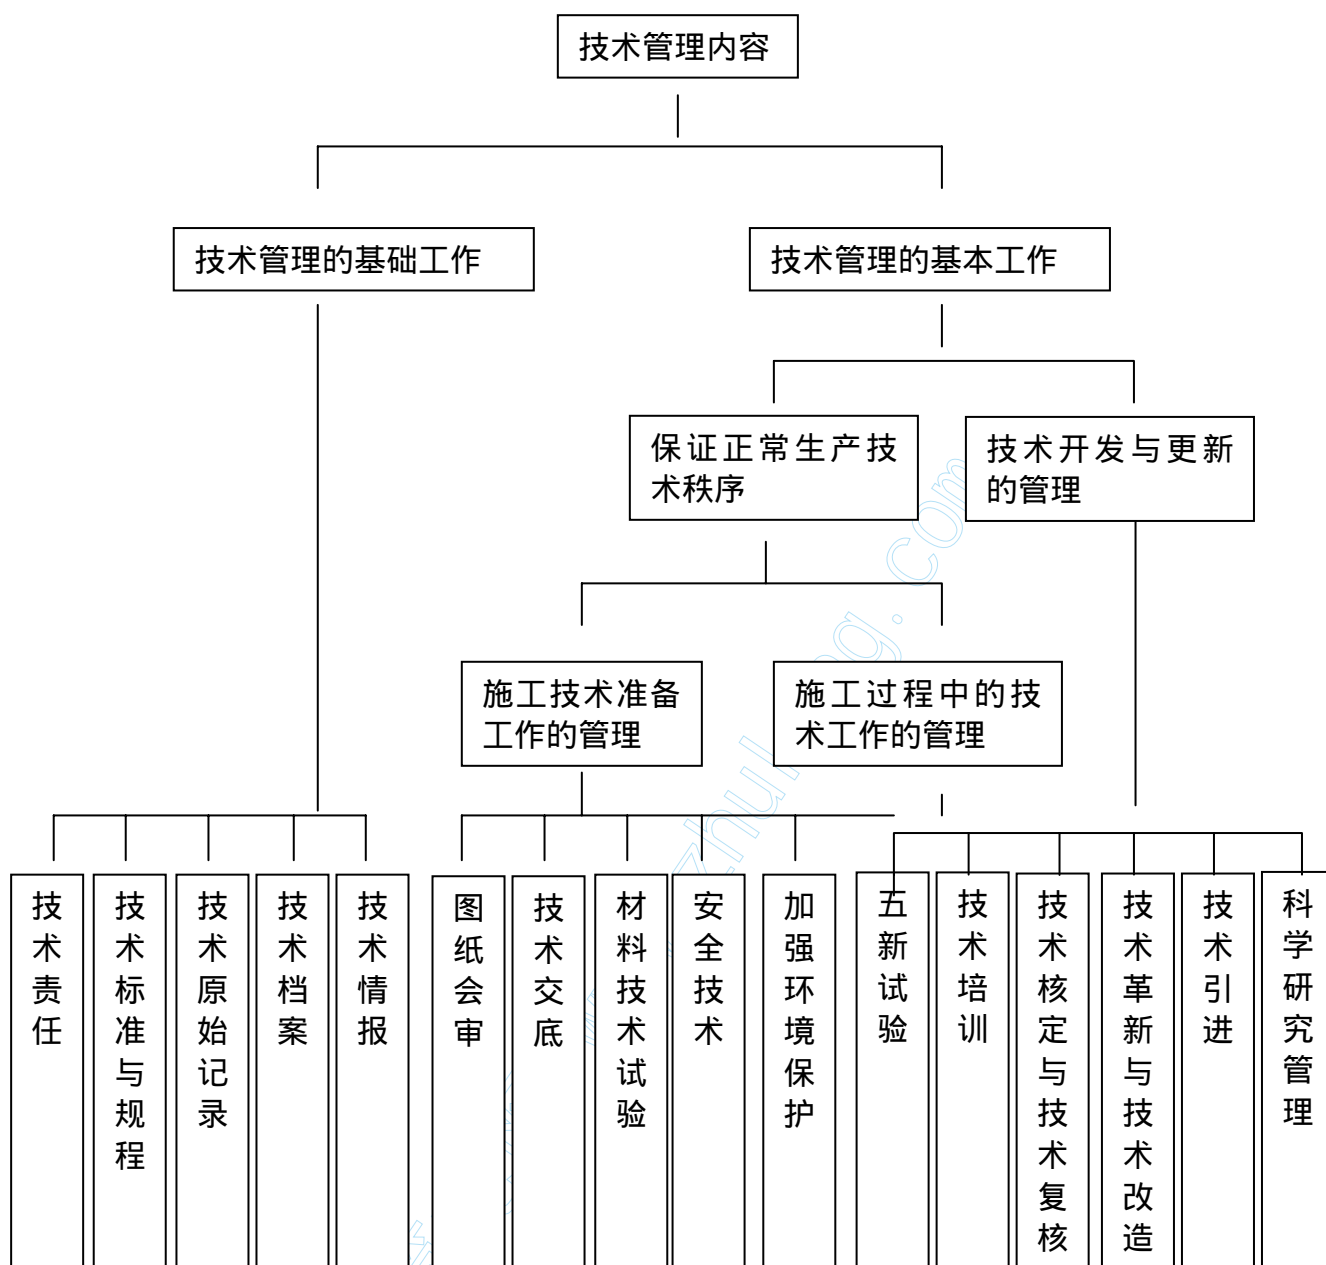 技术管理内容
技术管理的基础工作
技术管理的基本工作
保证正常生产技
术秩序
技术开发与更新
的管理
施工技术准备
工作的管理
施工过程中的技
术工作的管理
技术责任
技术标准与规程
技术原始记录
技术档案
技术情报
图纸会审
技术交底
材料技术试验
安全技术
加强环境保护
五新试验
技术培训
技术核定与技术复核
技术革新与技术改造
技术引进
科学研究管理